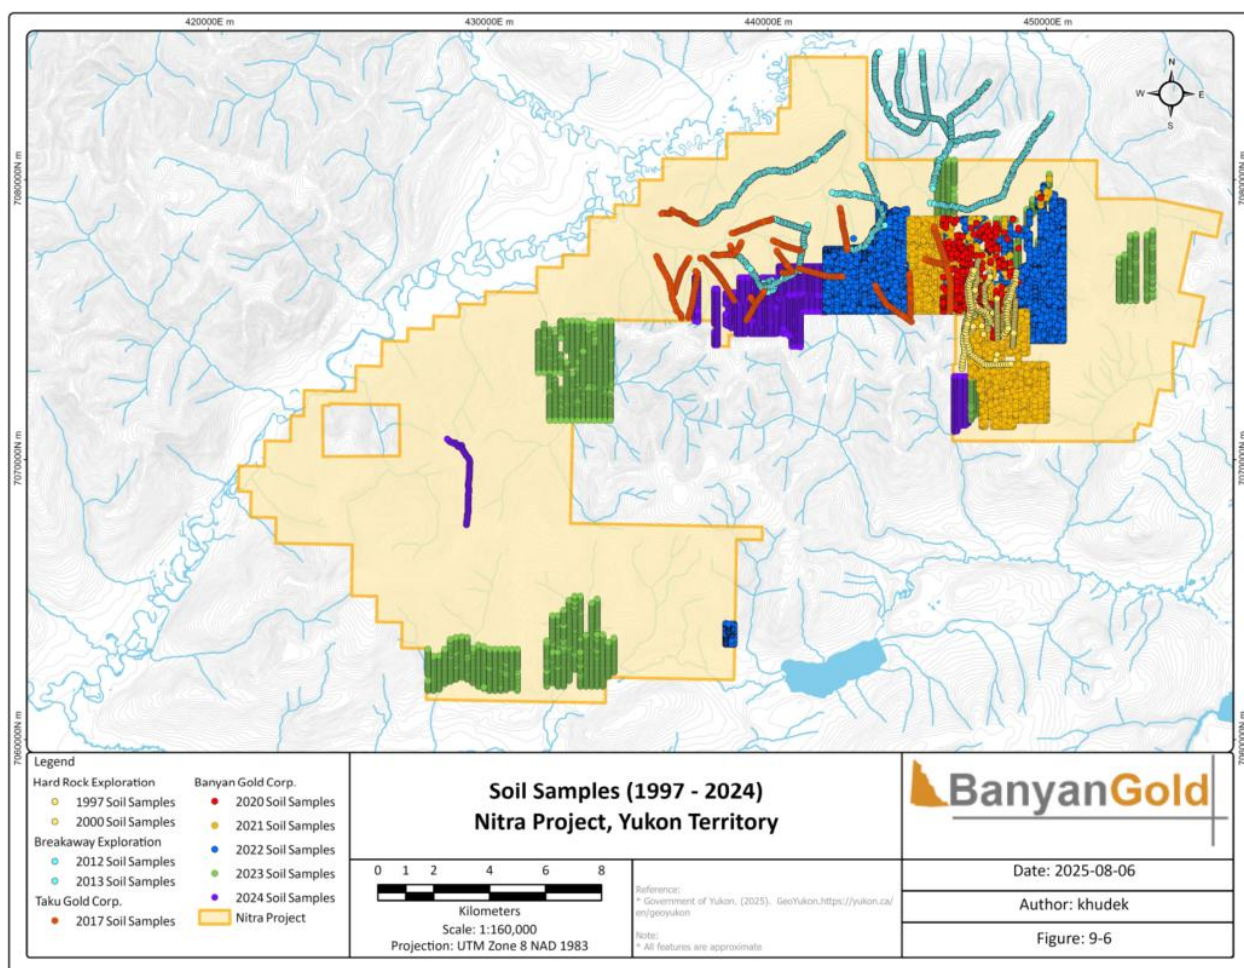 420000E m
430000E m
440000E m
450000E m
N
W
E
S
7080000N m
7080000N m
7070000N m
7070000N m
7060000N m
7060000N m
Legend
Hard Rock Exploration
1997 Soil Samples
2000 Soil Samples
Breakaway Exploration
2012 Soil Samples
2013 Soil Samples
Taku Gold Corp.
2017 Soil Samples
Banyan Gold Corp.
2020 Soil Samples
2021 Soil Samples
2022 Soil Samples
2023 Soil Samples
2024 Soil Samples
Nitra Project
Soil Samples (1997 - 2024)
Nitra Project, Yukon Territory
0 1 2 4 6 8
Kilometers
Scale: 1:160,000
Projection: UTM Zone 8 NAD 1983
Reference:
* Government of Yukon. (2025). GeoYukon.https://yukon.ca/
en/geoyukon
Note:
* All features are approximate
BanyanGold
Date: 2025-08-06
Author: khudek
Figure: 9-6